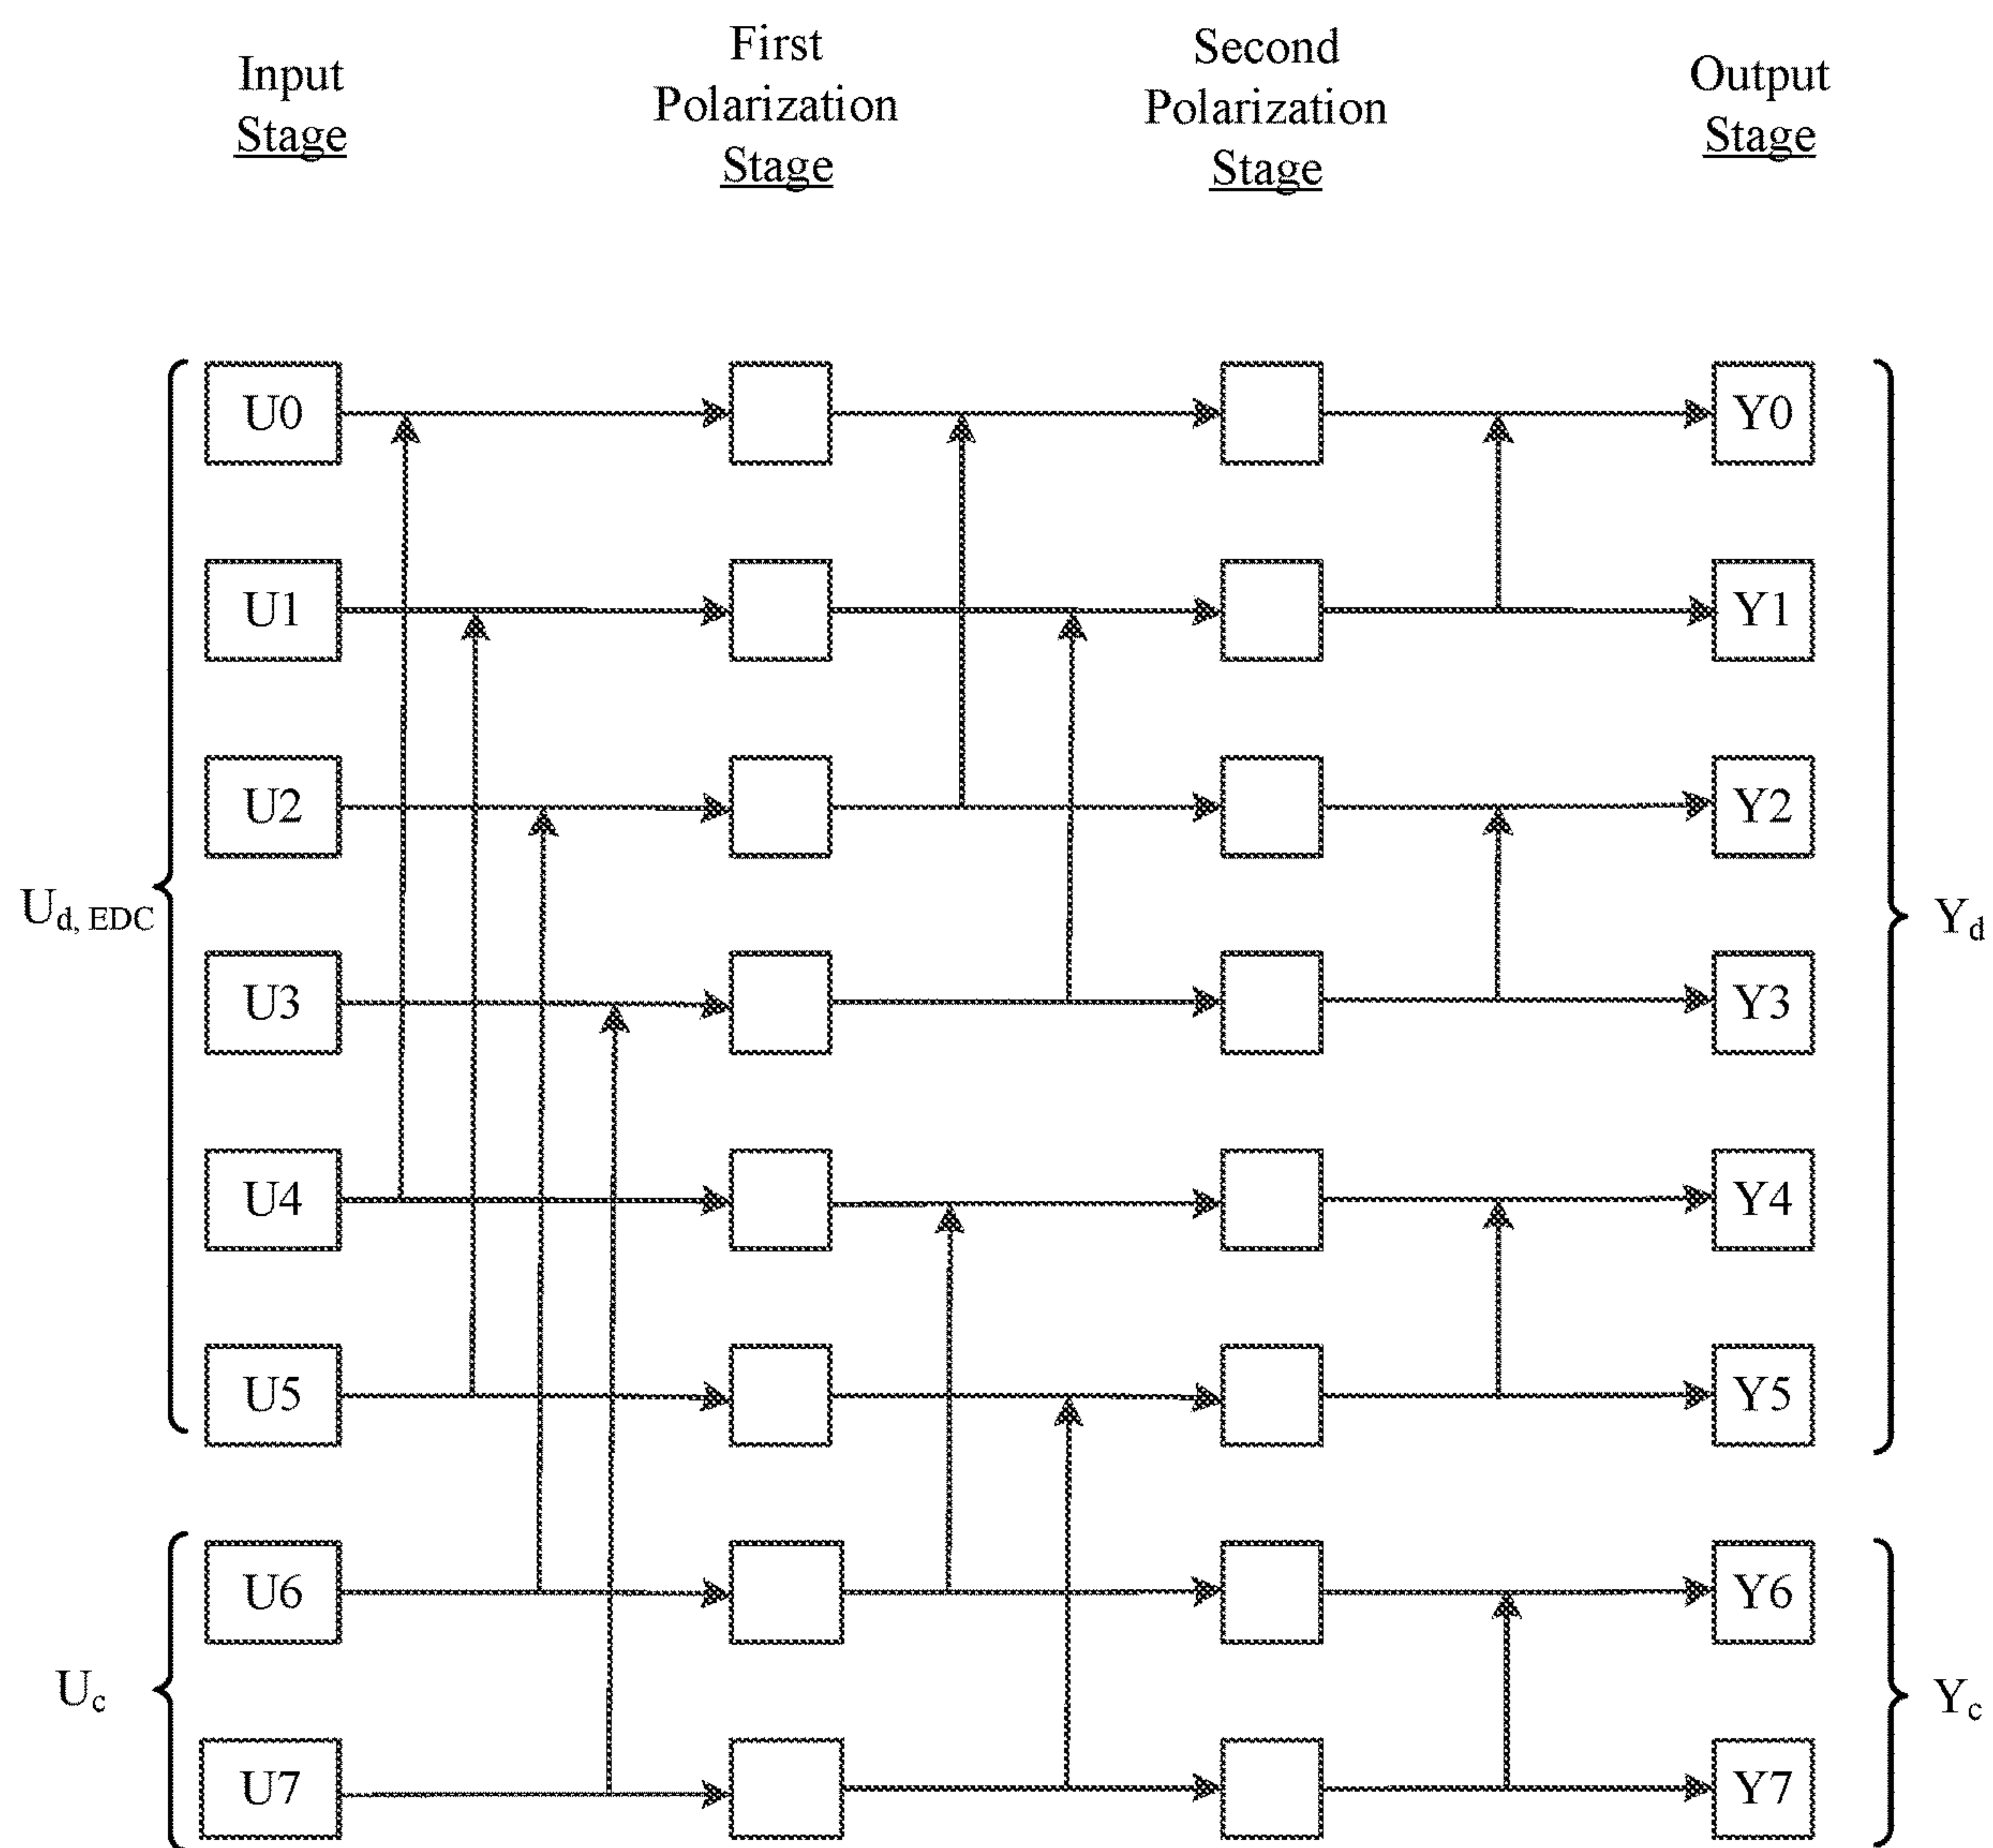 Input
Stage
First
Polarization
Stage
Second
Polarization
Stage
Output
Stage
U0
Y0
U1
Y1
U2
Y2
U3
Y3
Ud, EDC
Yd
U4
Y4
U5
Y5
U6
Y6
Uc
Yc
U7
Y7